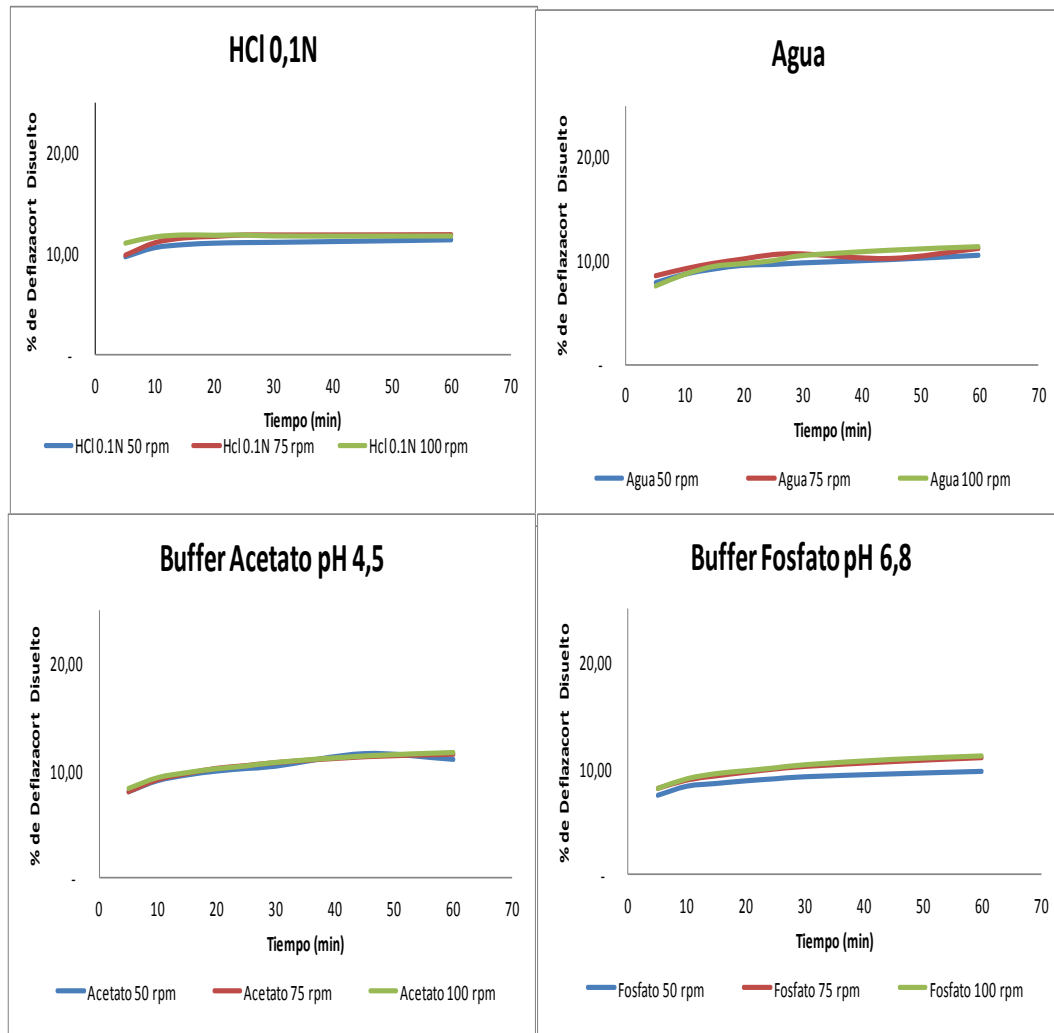 HCl 0,1N
% de Deflazacort Disuelto
20,00
10,00
-
0 10 20 30 40 50 60 70
Tiempo (min)
HCl 0.1N 50 rpm Hcl 0.1N 75 rpm Hcl 0.1N 100 rpm
Agua
% de Deflazacort Disuelto
20,00
10,00
-
0 10 20 30 40 50 60 70
Tiempo (min)
Agua 50 rpm Agua 75 rpm Agua 100 rpm
Buffer Acetato pH 4,5
% de Deflazacort Disuelto
20,00
10,00
-
0 10 20 30 40 50 60 70
Tiempo (min)
Acetato 50 rpm Acetato 75 rpm Acetato 100 rpm
Buffer Fosfato pH 6,8
% de Deflazacort Disuelto
20,00
10,00
-
0 10 20 30 40 50 60 70
Tiempo (min)
Fosfato 50 rpm Fosfato 75 rpm Fosfato 100 rpm